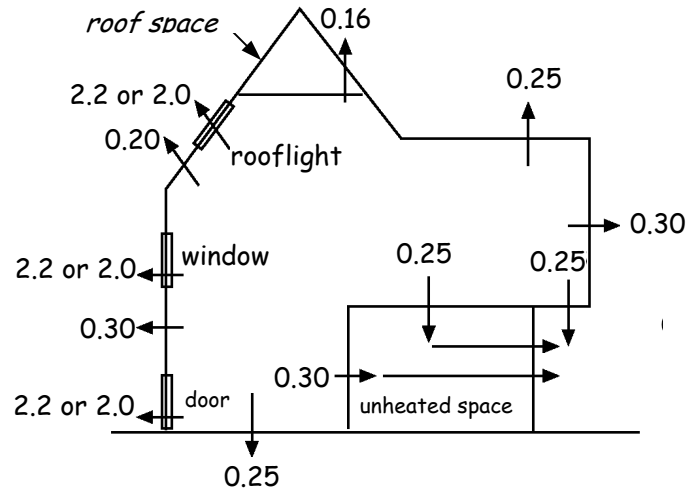 roof space
0.16
0.25
2.2 or 2.0
0.20
rooflight
0.30
window
0.25
0.25
2.2 or 2.0
0.30
0.30
2.2 or 2.0
door
unheated space
0.25